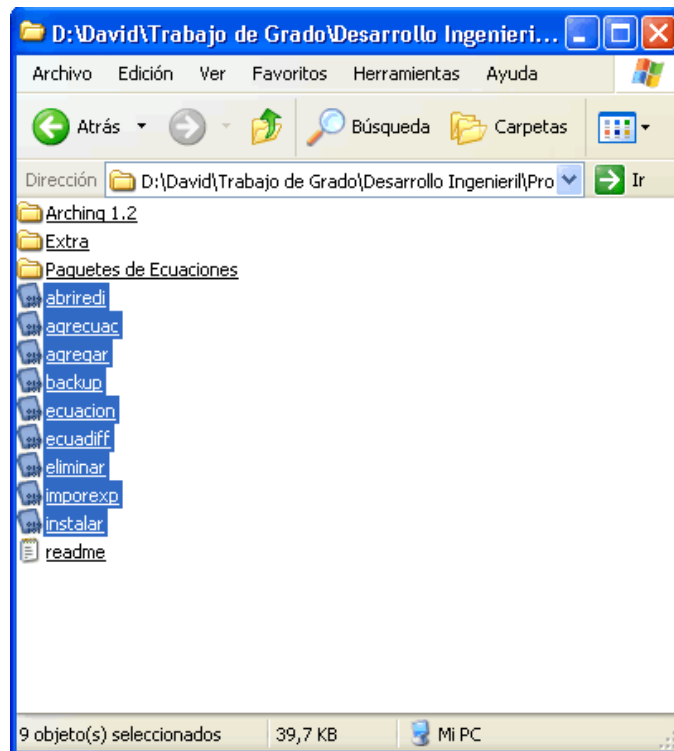 D:\David\Trabajo de Grado\Desarrollo Ingenieri...
Archivo Edición Ver Favoritos Herramientas Ayuda
Atrás Búsqueda Carpetas
Dirección D:\David\Trabajo de Grado\Desarrollo Ingenieril\Pro Ir
Arching 1.2
Extra
Paquetes de Ecuaciones
abriredi
agrecuac
agregar
backup
ecuacion
ecuadiff
eliminar
imporexp
instalar
readme
9 objeto(s) seleccionados 39,7 KB Mi PC